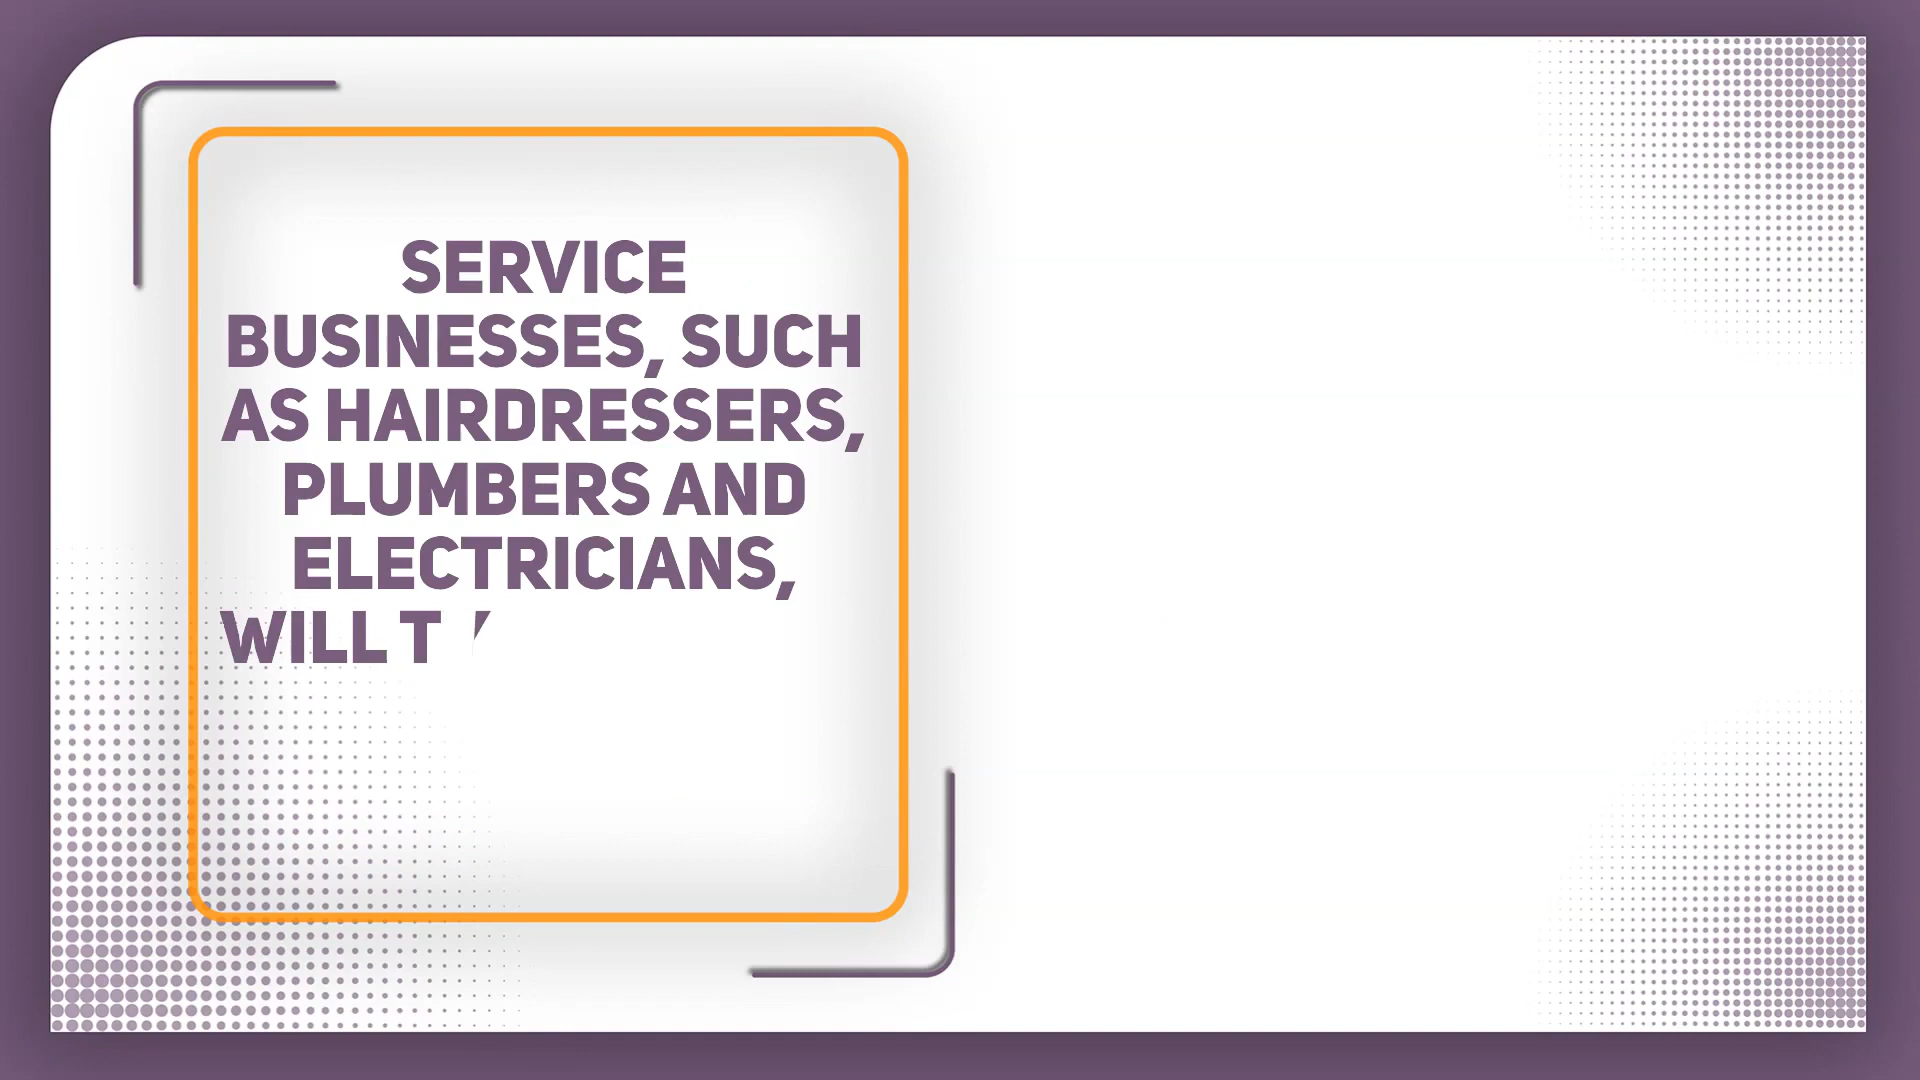 SERVICE
BUSINESSES, SUCH
AS HAIRDRESSERS,
PLUMBERS AND
ELECTRICIANS,
WILL